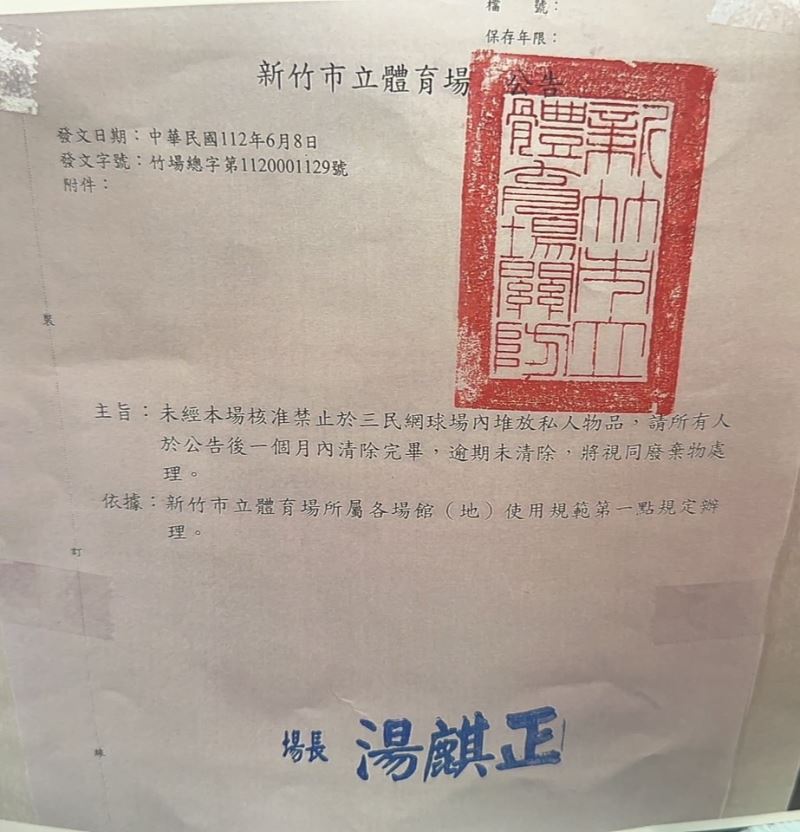 檔　　號：
保存年限：
新竹市立體育場　公告
發文日期：中華民國112年6月8日
發文字號：竹場總字第1120001129號
附件：
新竹市立
體育場關防
裝
主旨：未經本場核准禁止於三民網球場內堆放私人物品，請所有人
於公告後一個月內清除完畢，逾期未清除，將視同廢棄物處
理。
依據：新竹市立體育場所屬各場館（地）使用規範第一點規定辦
理。
訂
線
場長 湯麒正